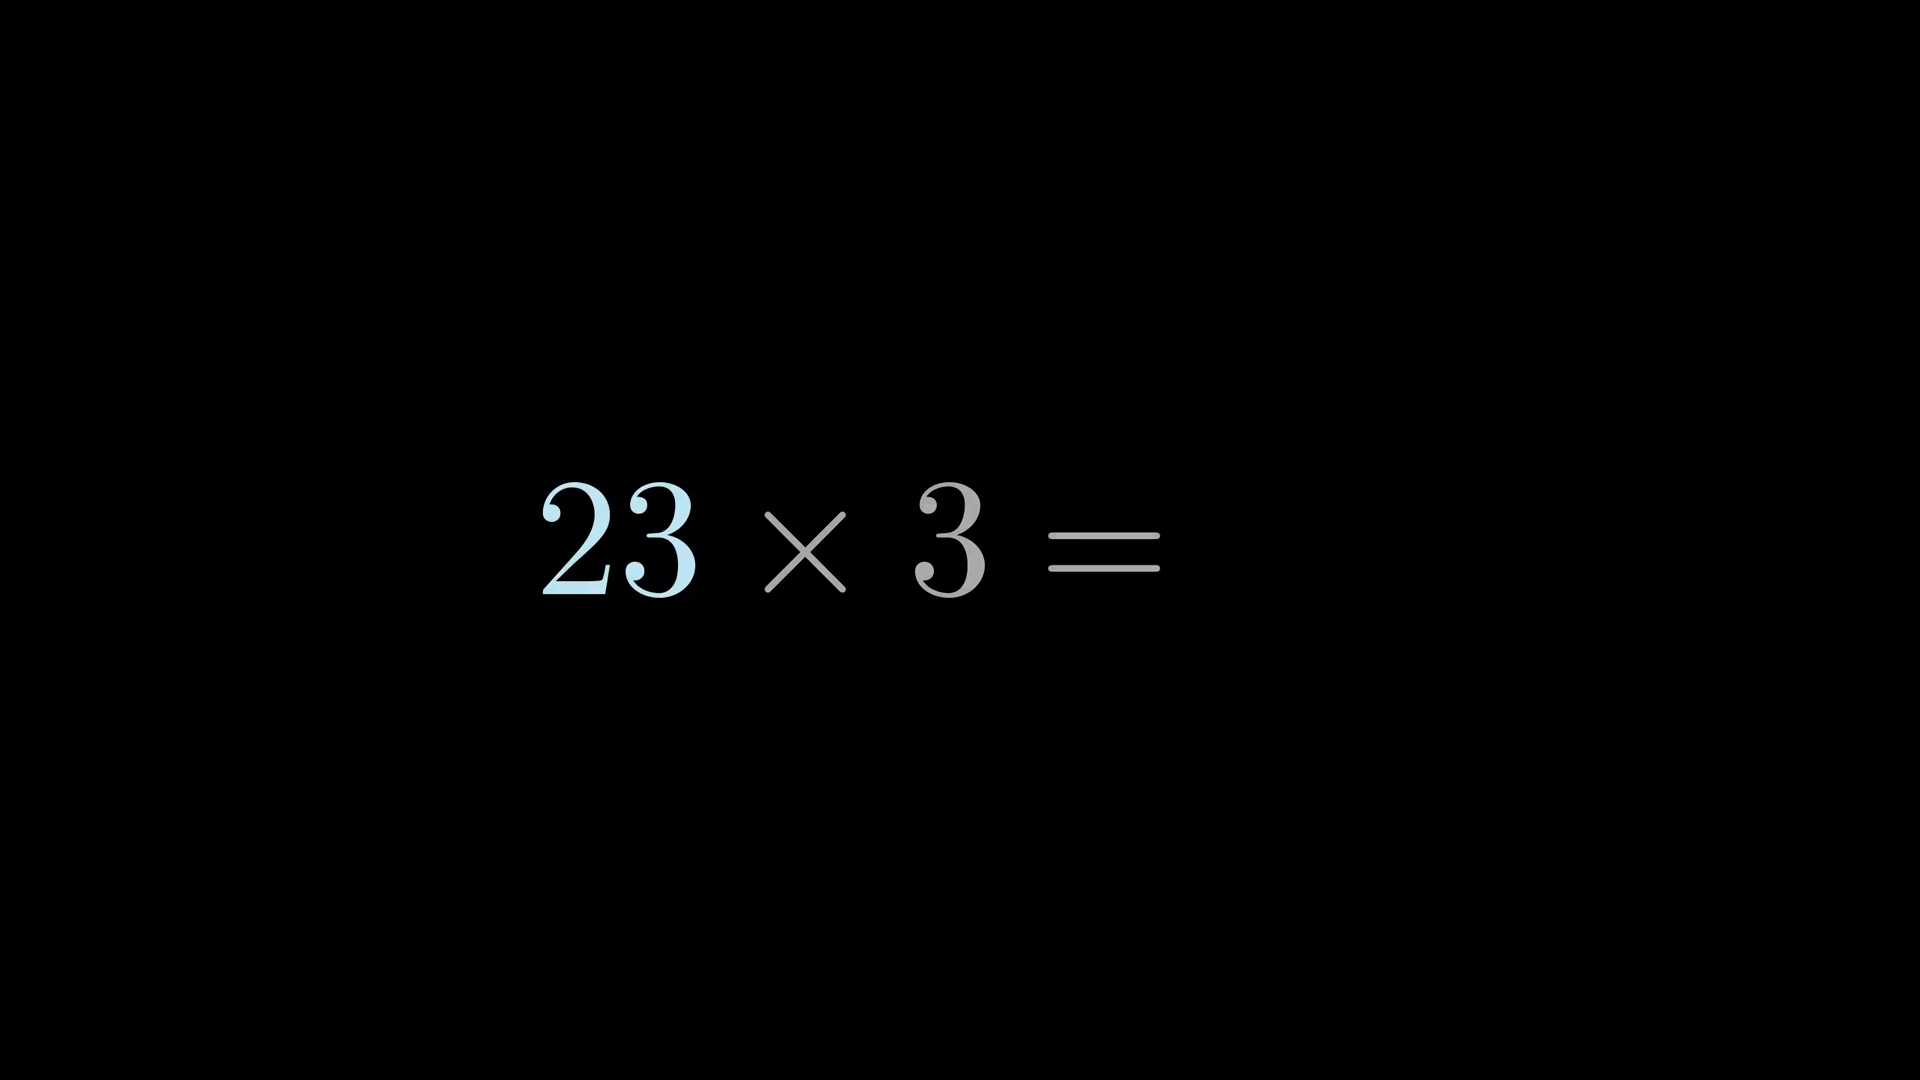 23 × 3 =